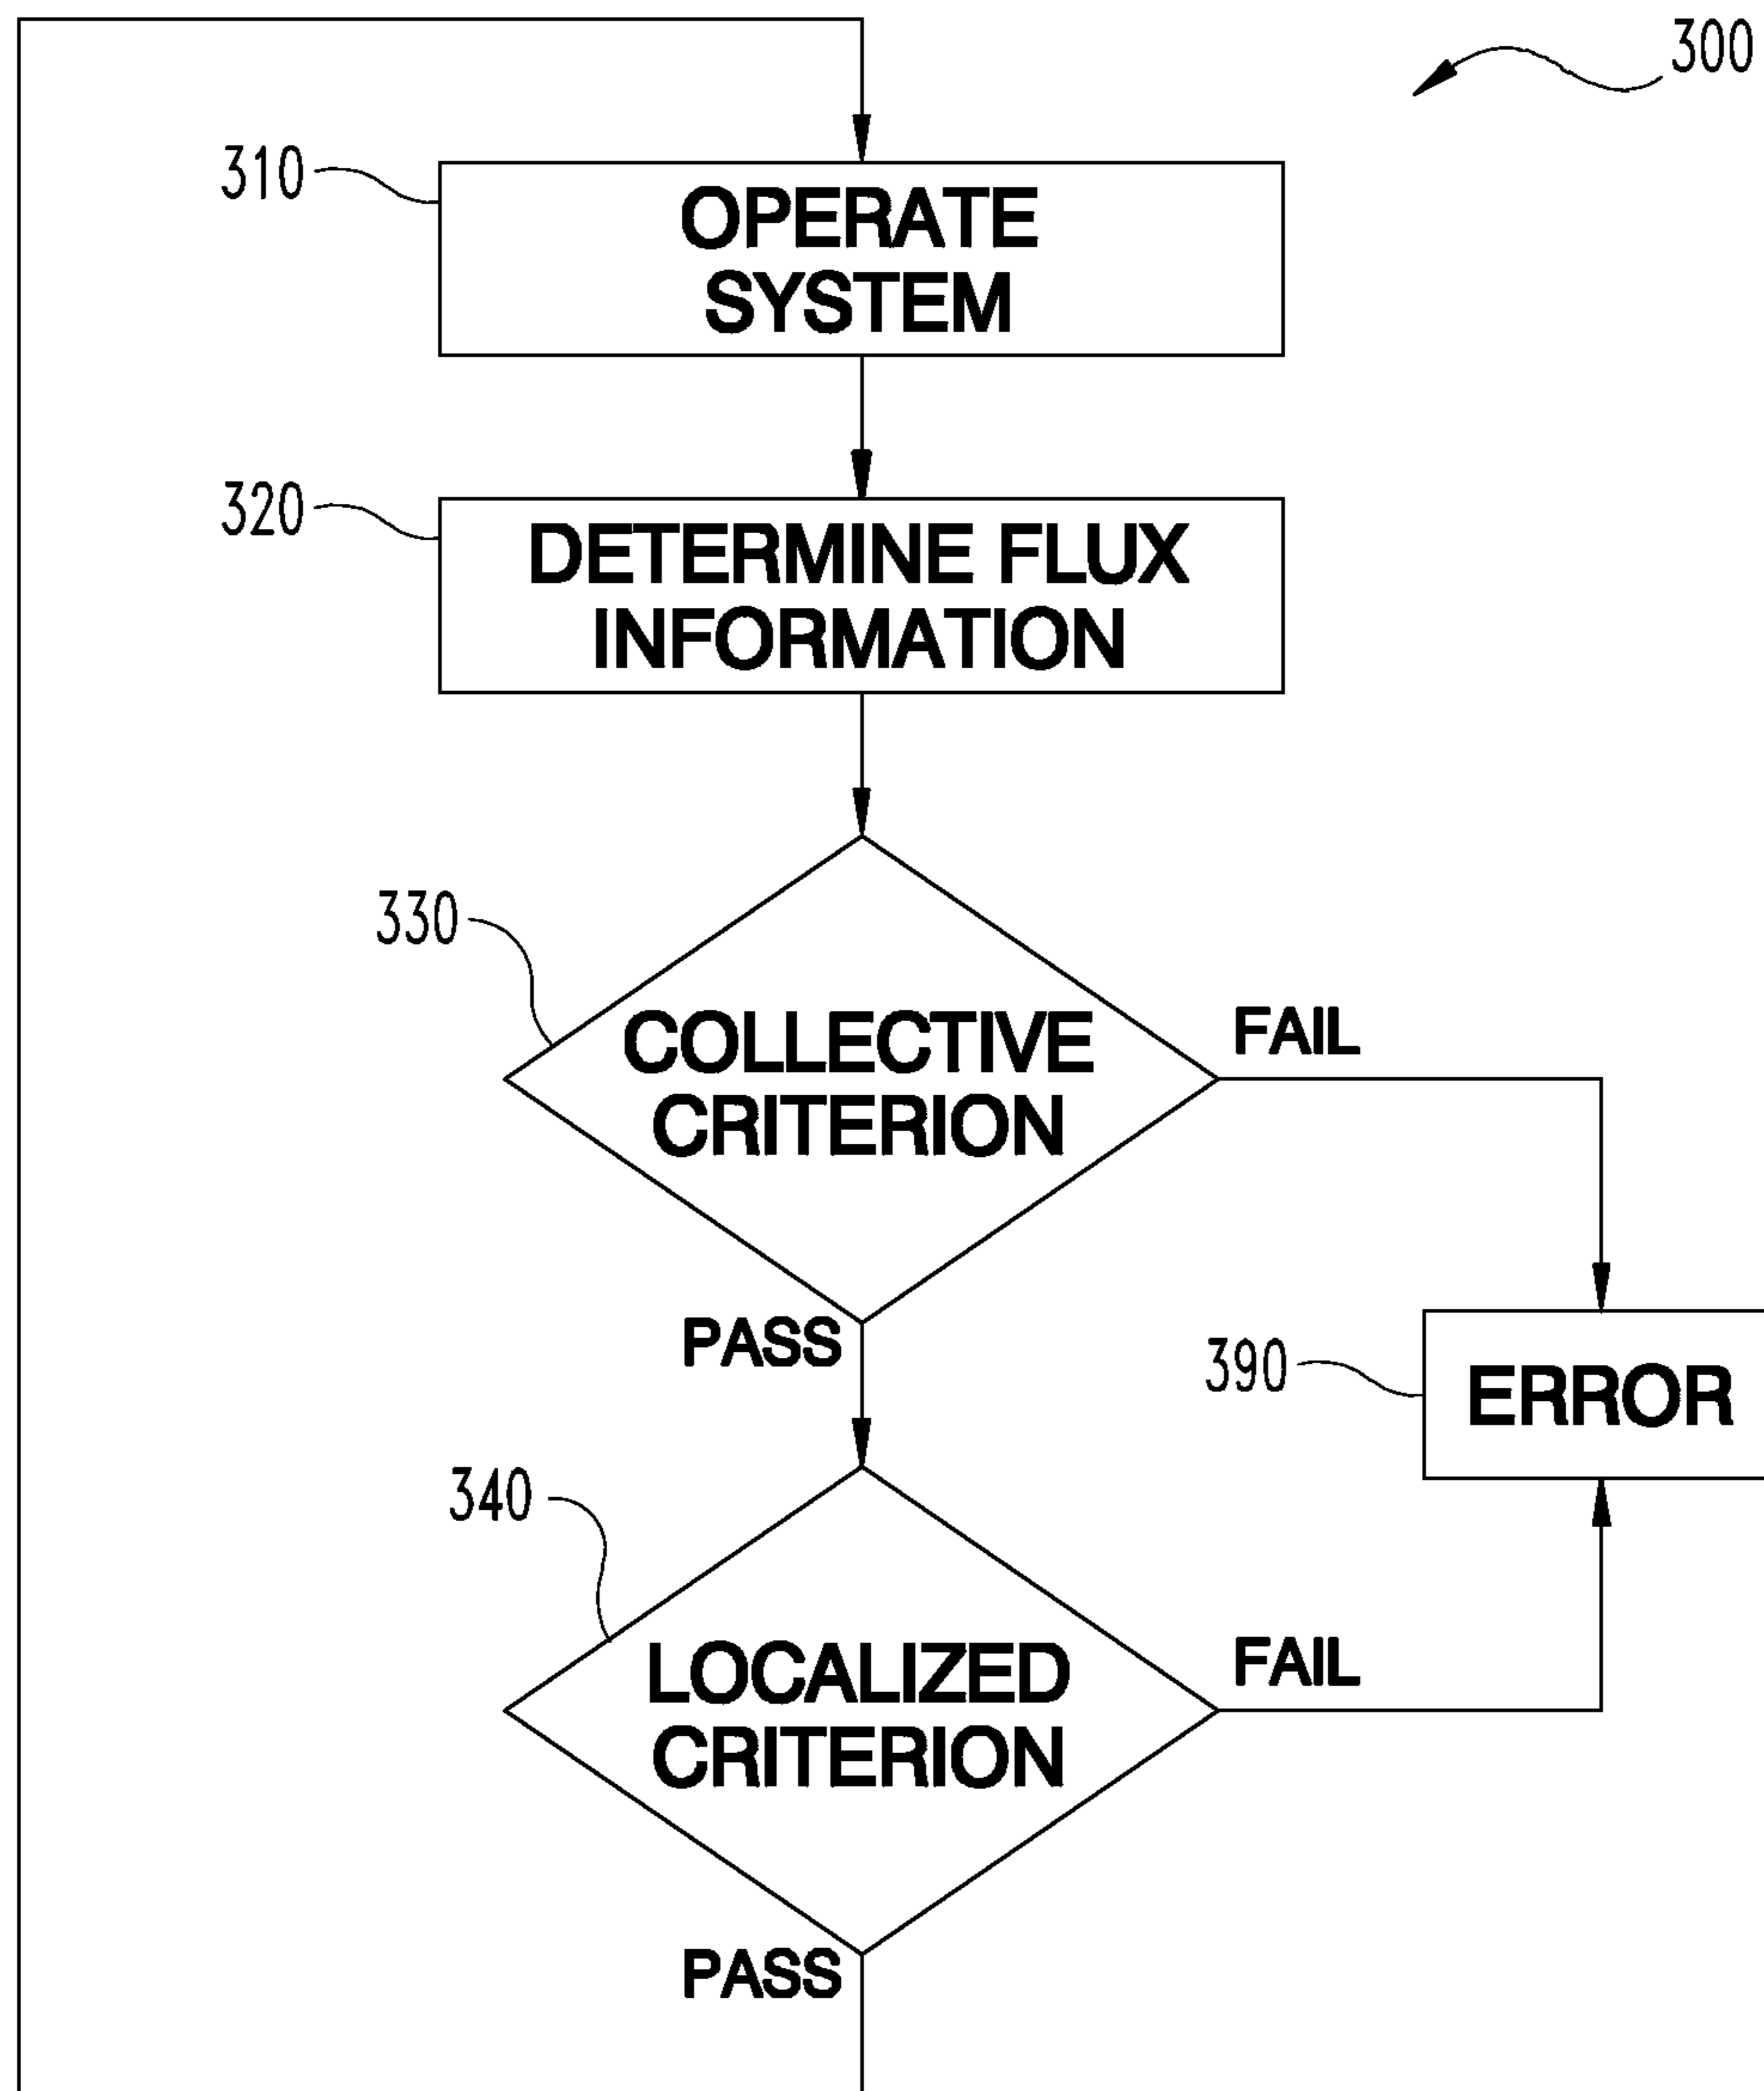 300
310
OPERATE
SYSTEM
320
DETERMINE FLUX
INFORMATION
330
COLLECTIVE
CRITERION
FAIL
PASS
390
ERROR
340
LOCALIZED
CRITERION
FAIL
PASS